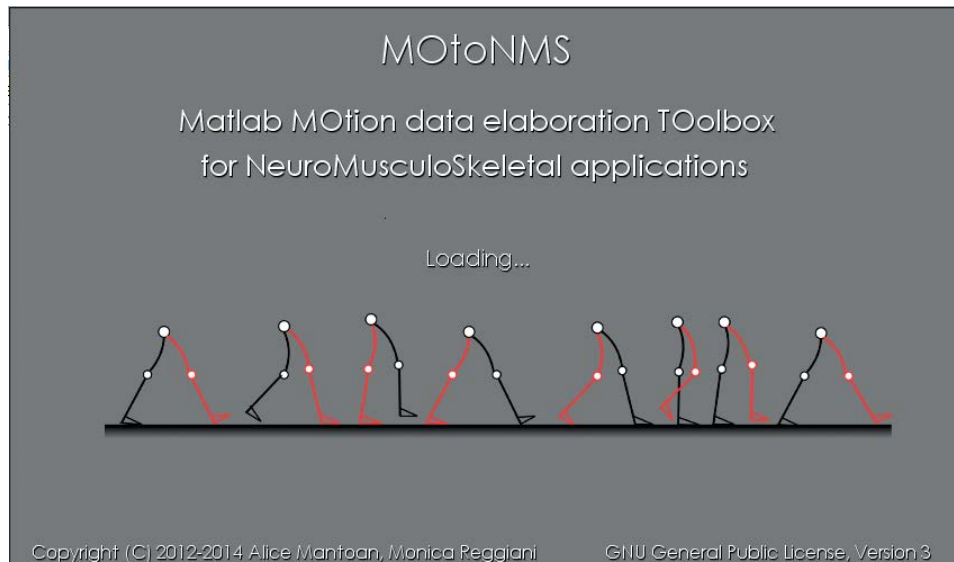 MOtoNMS
Matlab MOtion data elaboration TOolbox
for NeuroMusculoSkeletal applications
Loading...
Copyright (C) 2012-2014 Alice Mantoan, Monica Reggiani
GNU General Public License, Version 3